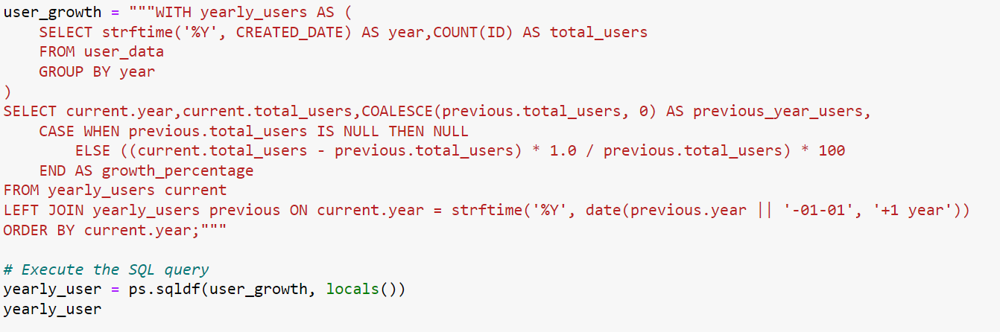 user_growth = """WITH yearly_users AS (
    SELECT strftime('%Y', CREATED_DATE) AS year,COUNT(ID) AS total_users
    FROM user_data
    GROUP BY year
)
SELECT current.year,current.total_users,COALESCE(previous.total_users, 0) AS previous_year_users,
    CASE WHEN previous.total_users IS NULL THEN NULL
        ELSE ((current.total_users - previous.total_users) * 1.0 / previous.total_users) * 100
    END AS growth_percentage
FROM yearly_users current
LEFT JOIN yearly_users previous ON current.year = strftime('%Y', date(previous.year || '-01-01', '+1 year'))
ORDER BY current.year;"""

# Execute the SQL query
yearly_user = ps.sqldf(user_growth, locals())
yearly_user